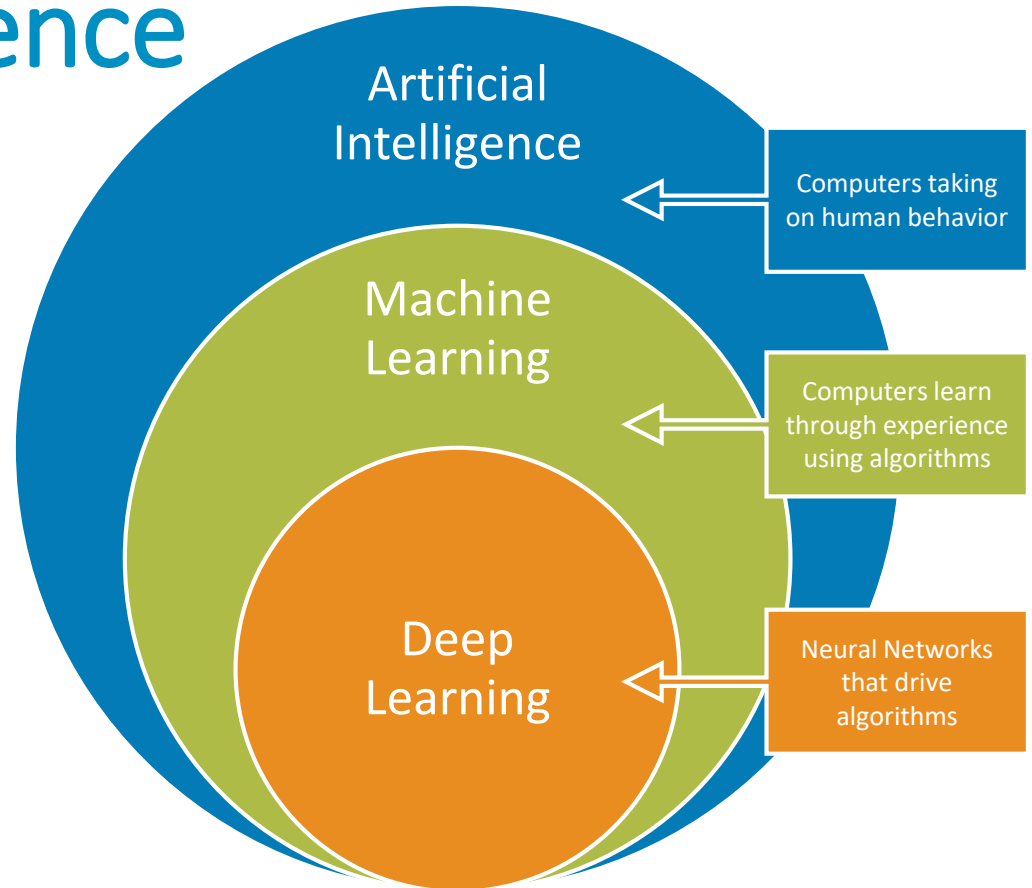 ence
Artificial
Intelligence
Computers taking
on human behavior
Machine
Learning
Computers learn
through experience
using algorithms
Deep
Learning
Neural Networks
that drive
algorithms